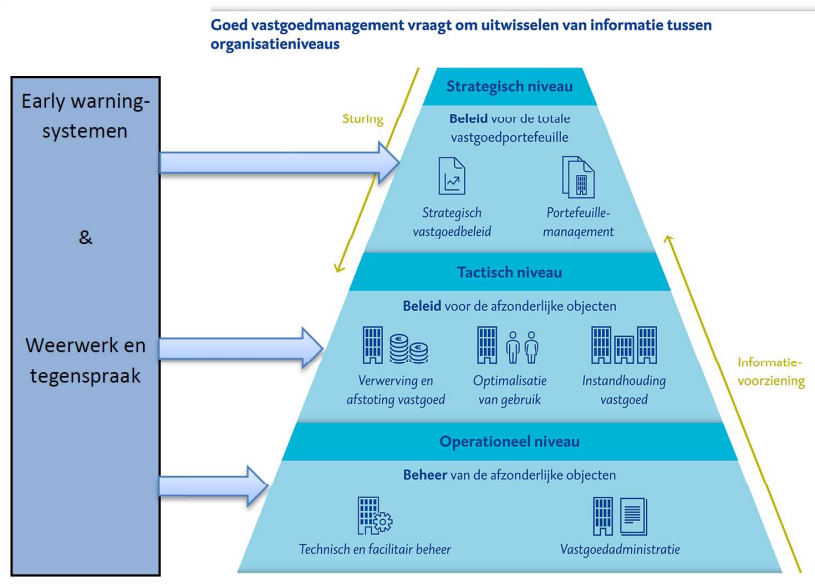 Goed vastgoedmanagement vraagt om uitwisselen van informatie tussen
organisatieniveaus
Early warning-
systemen
&
Weerwerk en
tegenspraak
Sturing
Strategisch niveau
Beleid voor de totale
vastgoedportefeuille
Strategisch
vastgoedbeleid
Portefeuille-
management
Tactisch niveau
Beleid voor de afzonderlijke objecten
Verwerving en
afstoting vastgoed
Optimalisatie
van gebruik
Instandhouding
vastgoed
Informatie-
voorziening
Operationeel niveau
Beheer van de afzonderlijke objecten
Technisch en facilitair beheer
Vastgoedadministratie